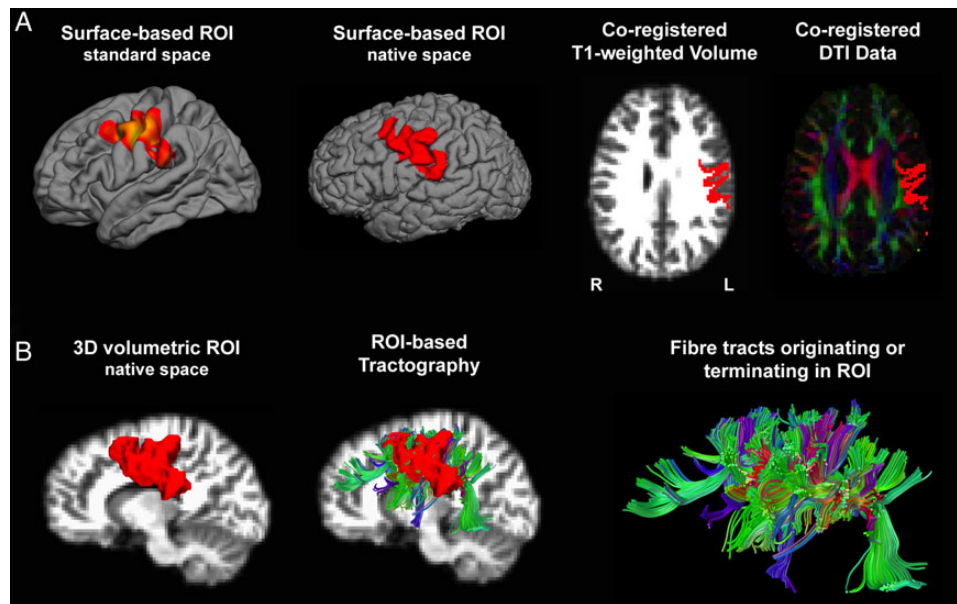 A
Surface-based ROI
standard space
Surface-based ROI
native space
Co-registered
T1-weighted Volume
Co-registered
DTI Data
R
L
B
3D volumetric ROI
native space
ROI-based
Tractography
Fibre tracts originating or
terminating in ROI